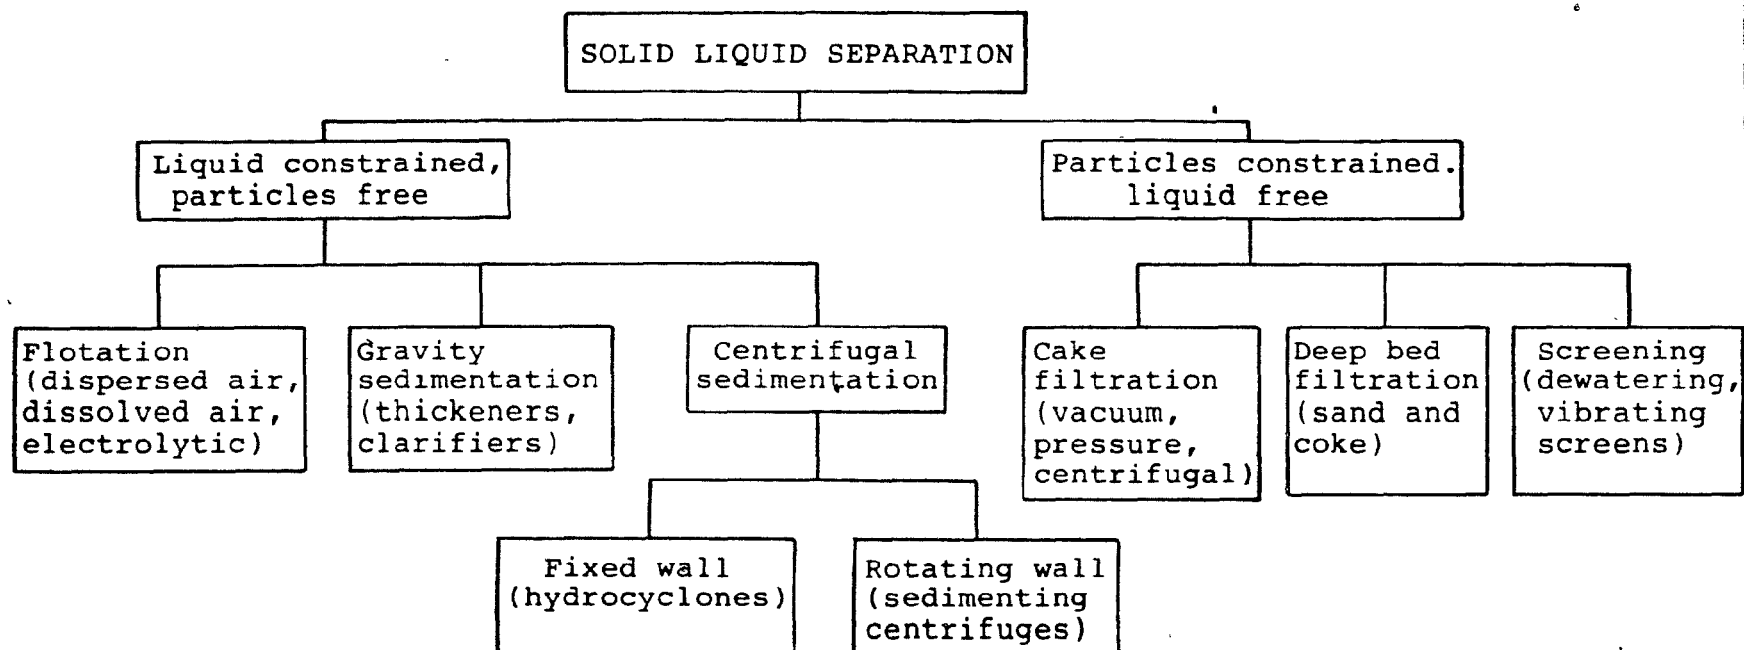 SOLID LIQUID SEPARATION
Liquid constrained,
particles free
Particles constrained.
liquid free
Flotation
(dispersed air,
dissolved air,
electrolytic)
Gravity
sedimentation
(thickeners,
clarifiers)
Centrifugal
sedimentation
Cake
filtration
(vacuum,
pressure,
centrifugal)
Deep bed
filtration
(sand and
coke)
Screening
(dewatering,
vibrating
screens)
Fixed wall
(hydrocyclones)
Rotating wall
(sedimenting
centrifuges)